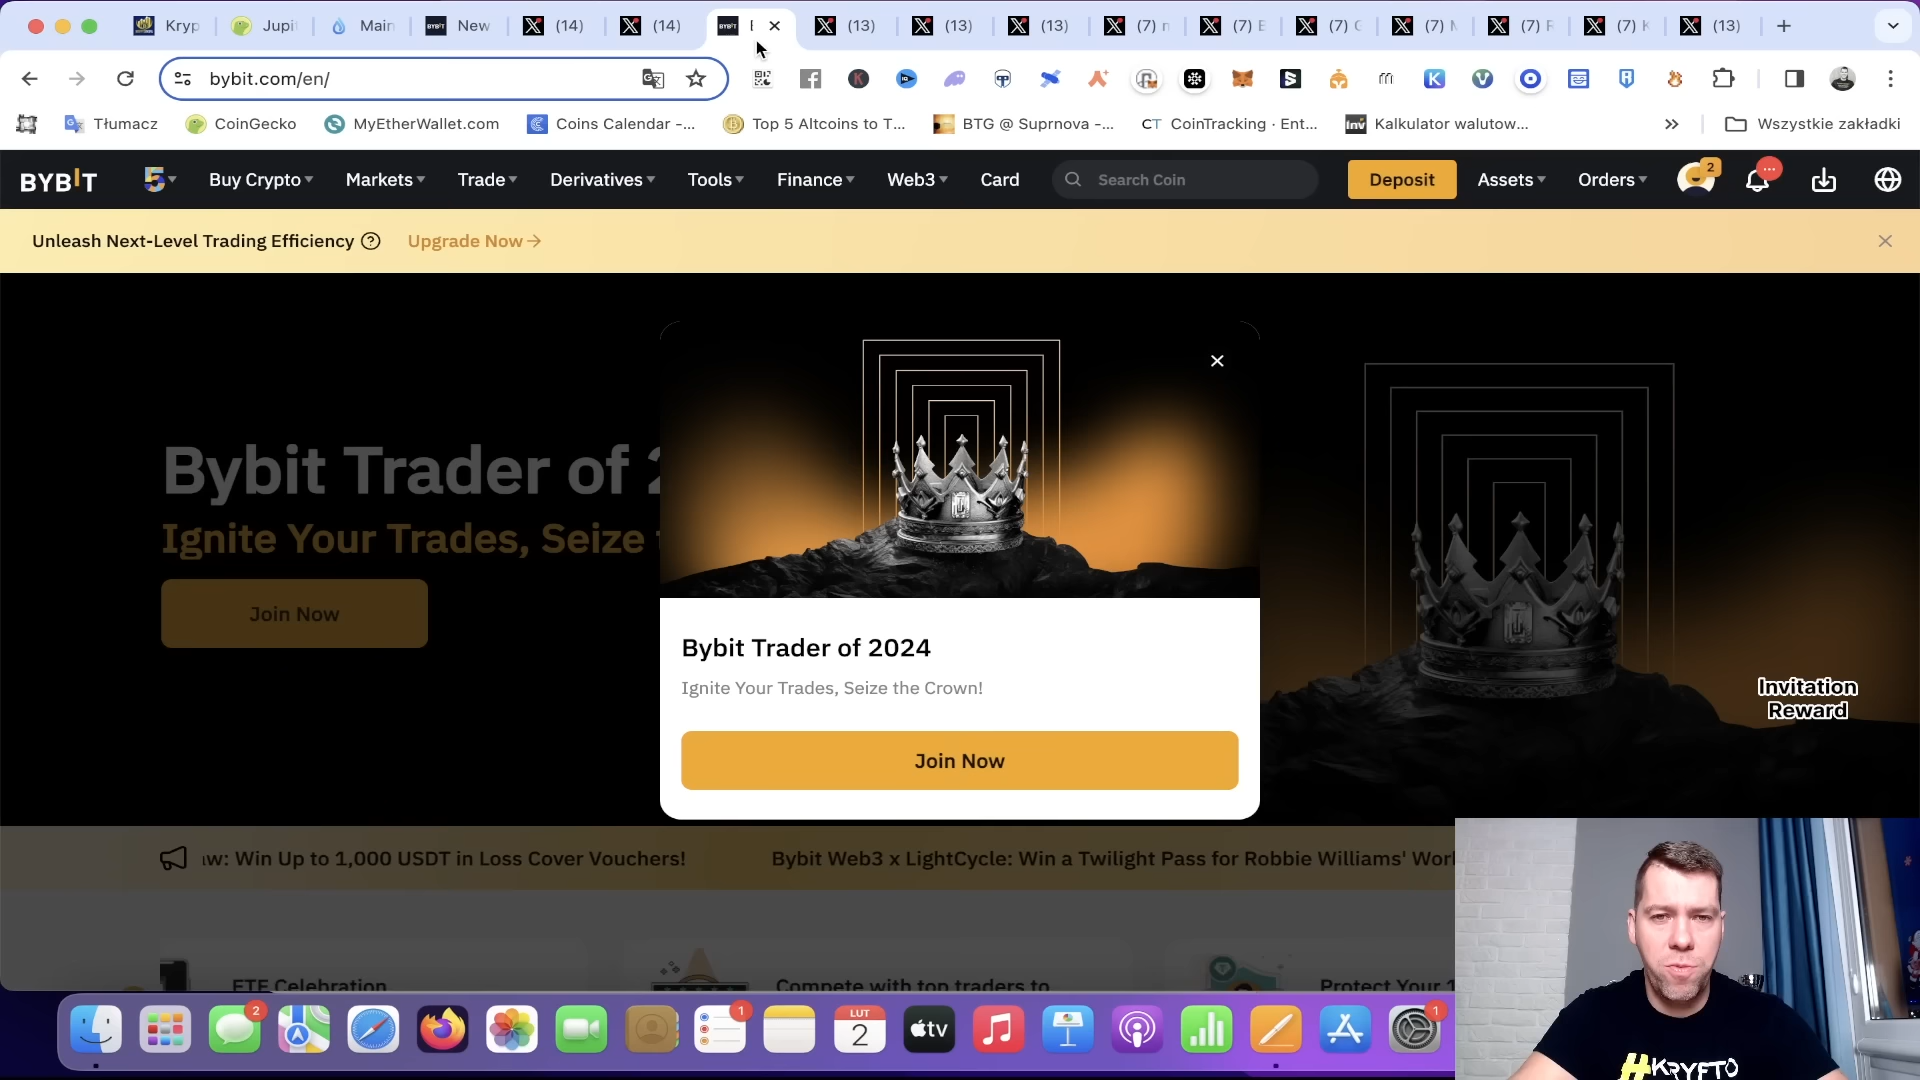 Kryp
Jupi
Main
New
(14)
(14)
(13)
(13)
(13)
(7)
(7)
(7)
(7)
(7)
(7)
(13)
bybit.com/en/
Tłumacz
CoinGecko
MyEtherWallet.com
Coins Calendar -...
Top 5 Altcoins to T...
BTG @ Suprnova -...
CT CoinTracking · Ent...
Inv Kalkulator walutow...
Wszystkie zakładki
BYBIT
5
Buy Crypto
Markets
Trade
Derivatives
Tools
Finance
Web3
Card
Search Coin
Deposit
Assets
Orders
2
Unleash Next-Level Trading Efficiency
Upgrade Now
Bybit Trader of 2
Ignite Your Trades, Seize
Join Now
Bybit Trader of 2024
Ignite Your Trades, Seize the Crown!
Join Now
Invitation
Reward
Win Up to 1,000 USDT in Loss Cover Vouchers!
Bybit Web3 x LightCycle: Win a Twilight Pass for Robbie Williams'
ETF Celebration
Compete with top traders to
Protect Your
2
1
LUT
2
tv
1
#KRYPTO